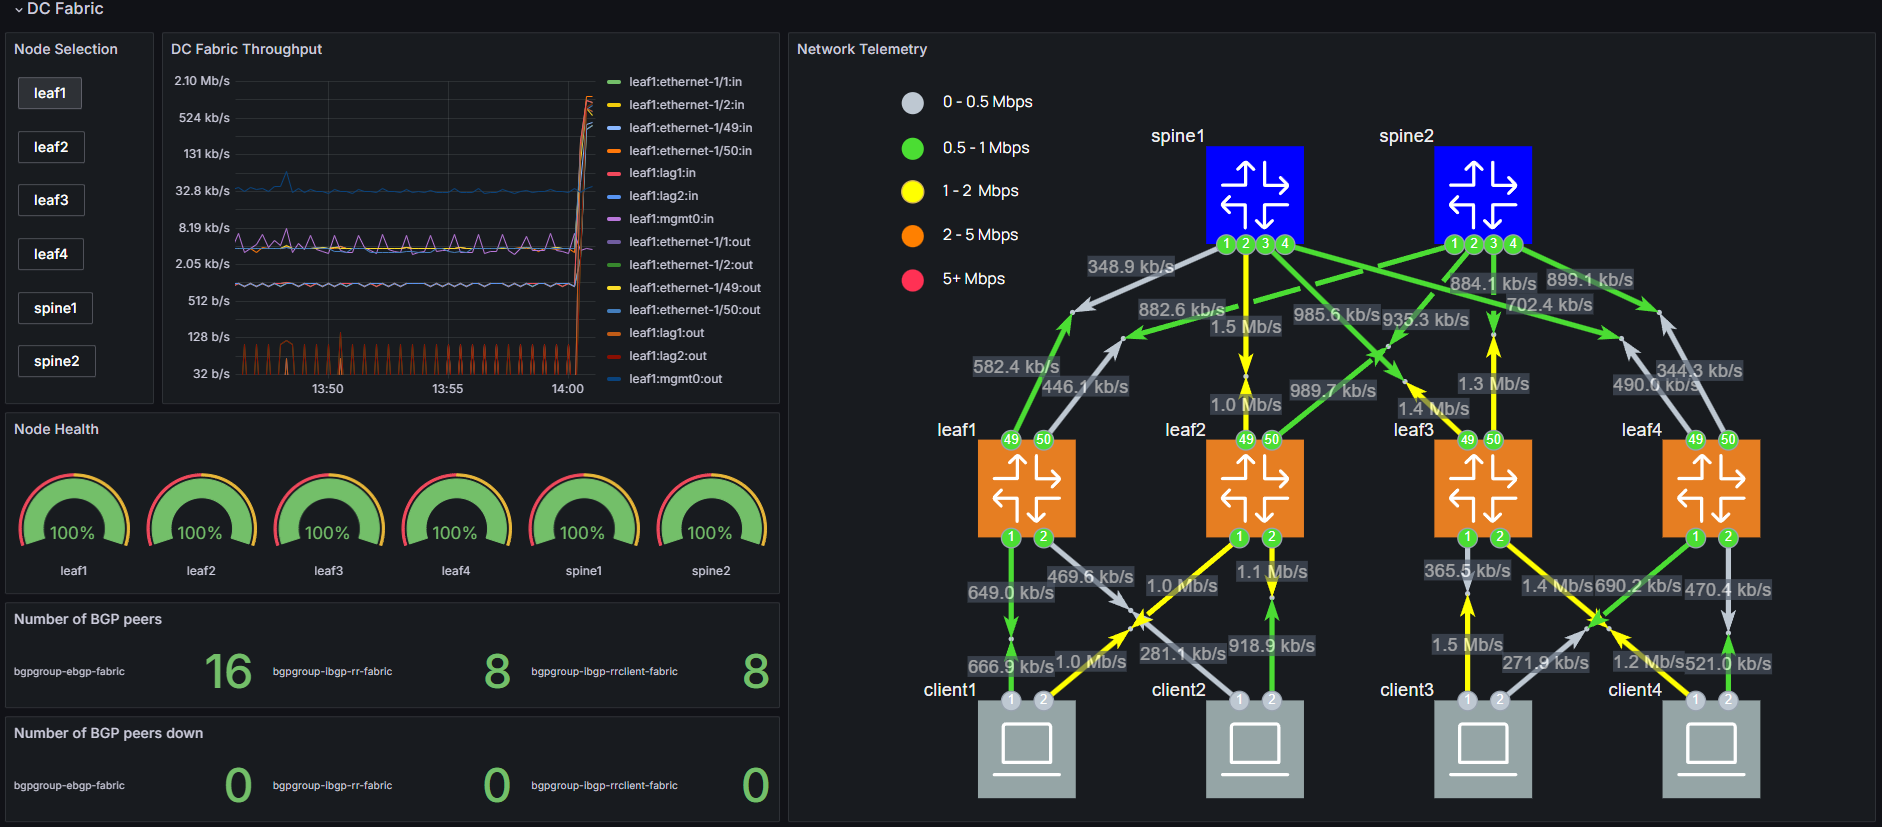 DC Fabric
Node Selection
leaf1
leaf2
leaf3
leaf4
spine1
spine2
DC Fabric Throughput
2.10 Mb/s
524 kb/s
131 kb/s
32.8 kb/s
8.19 kb/s
2.05 kb/s
512 b/s
128 b/s
32 b/s
13:50
13:55
14:00
leaf1:ethernet-1/1:in
leaf1:ethernet-1/2:in
leaf1:ethernet-1/49:in
leaf1:ethernet-1/50:in
leaf1:lag1:in
leaf1:lag2:in
leaf1:mgmt0:in
leaf1:ethernet-1/1:out
leaf1:ethernet-1/2:out
leaf1:ethernet-1/49:out
leaf1:ethernet-1/50:out
leaf1:lag1:out
leaf1:lag2:out
leaf1:mgmt0:out
Node Health
100% 100% 100% 100% 100% 100%
leaf1 leaf2 leaf3 leaf4 spine1 spine2
Number of BGP peers
bgpgroup-ebgp-fabric 16 bgpgroup-ibgp-rr-fabric 8 bgpgroup-ibgp-rrclient-fabric 8
Number of BGP peers down
bgpgroup-ebgp-fabric 0 bgpgroup-ibgp-rr-fabric 0 bgpgroup-ibgp-rrclient-fabric 0
Network Telemetry
0 - 0.5 Mbps
0.5 - 1 Mbps
1 - 2 Mbps
2 - 5 Mbps
5+ Mbps
spine1 spine2
1 2 3 4 1 2 3 4
348.9 kb/s
882.6 kb/s
1.5 Mb/s
985.6 kb/s
935.3 kb/s
884.1 kb/s
899.1 kb/s
702.4 kb/s
582.4 kb/s
446.1 kb/s
1.0 Mb/s
989.7 kb/s
1.4 Mb/s
1.3 Mb/s
490.0 kb/s
344.3 kb/s
leaf1 leaf2 leaf3 leaf4
49 50 49 50 49 50 49 50
1 2 1 2 1 2 1 2
649.0 kb/s
469.6 kb/s
1.0 Mb/s
1.1 Mb/s
365.5 kb/s
1.4 Mb/s
690.2 kb/s
470.4 kb/s
666.9 kb/s
1.0 Mb/s
281.1 kb/s
918.9 kb/s
1.5 Mb/s
271.9 kb/s
1.2 Mb/s
521.0 kb/s
client1 client2 client3 client4
1 2 1 2 1 2 1 2